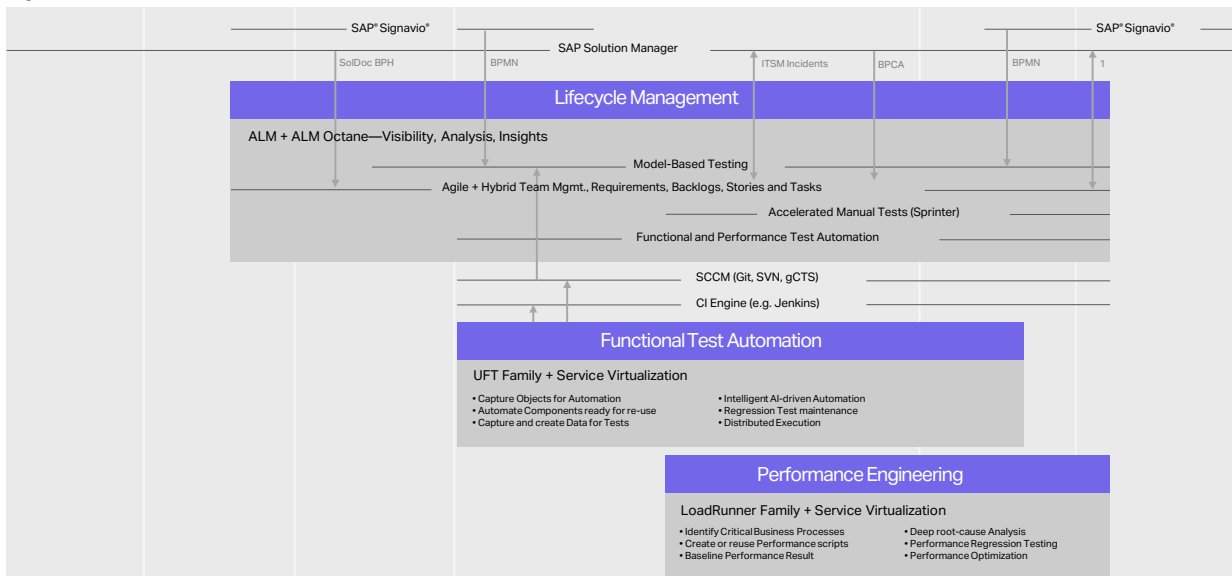 SAP® Signavio®
SAP® Signavio®
SAP Solution Manager
SolDoc BPH
BPMN
ITSM Incidents
BPCA
BPMN
1
Lifecycle Management
ALM + ALM Octane—Visibility, Analysis, Insights
Model-Based Testing
Agile + Hybrid Team Mgmt., Requirements, Backlogs, Stories and Tasks
Accelerated Manual Tests (Sprinter)
Functional and Performance Test Automation
SCCM (Git, SVN, gCTS)
CI Engine (e.g. Jenkins)
Functional Test Automation
UFT Family + Service Virtualization
• Capture Objects for Automation
• Automate Components ready for re-use
• Capture and create Data for Tests
• Intelligent AI-driven Automation
• Regression Test maintenance
• Distributed Execution
Performance Engineering
LoadRunner Family + Service Virtualization
• Identify Critical Business Processes
• Create or reuse Performance scripts
• Baseline Performance Result
• Deep root-cause Analysis
• Performance Regression Testing
• Performance Optimization